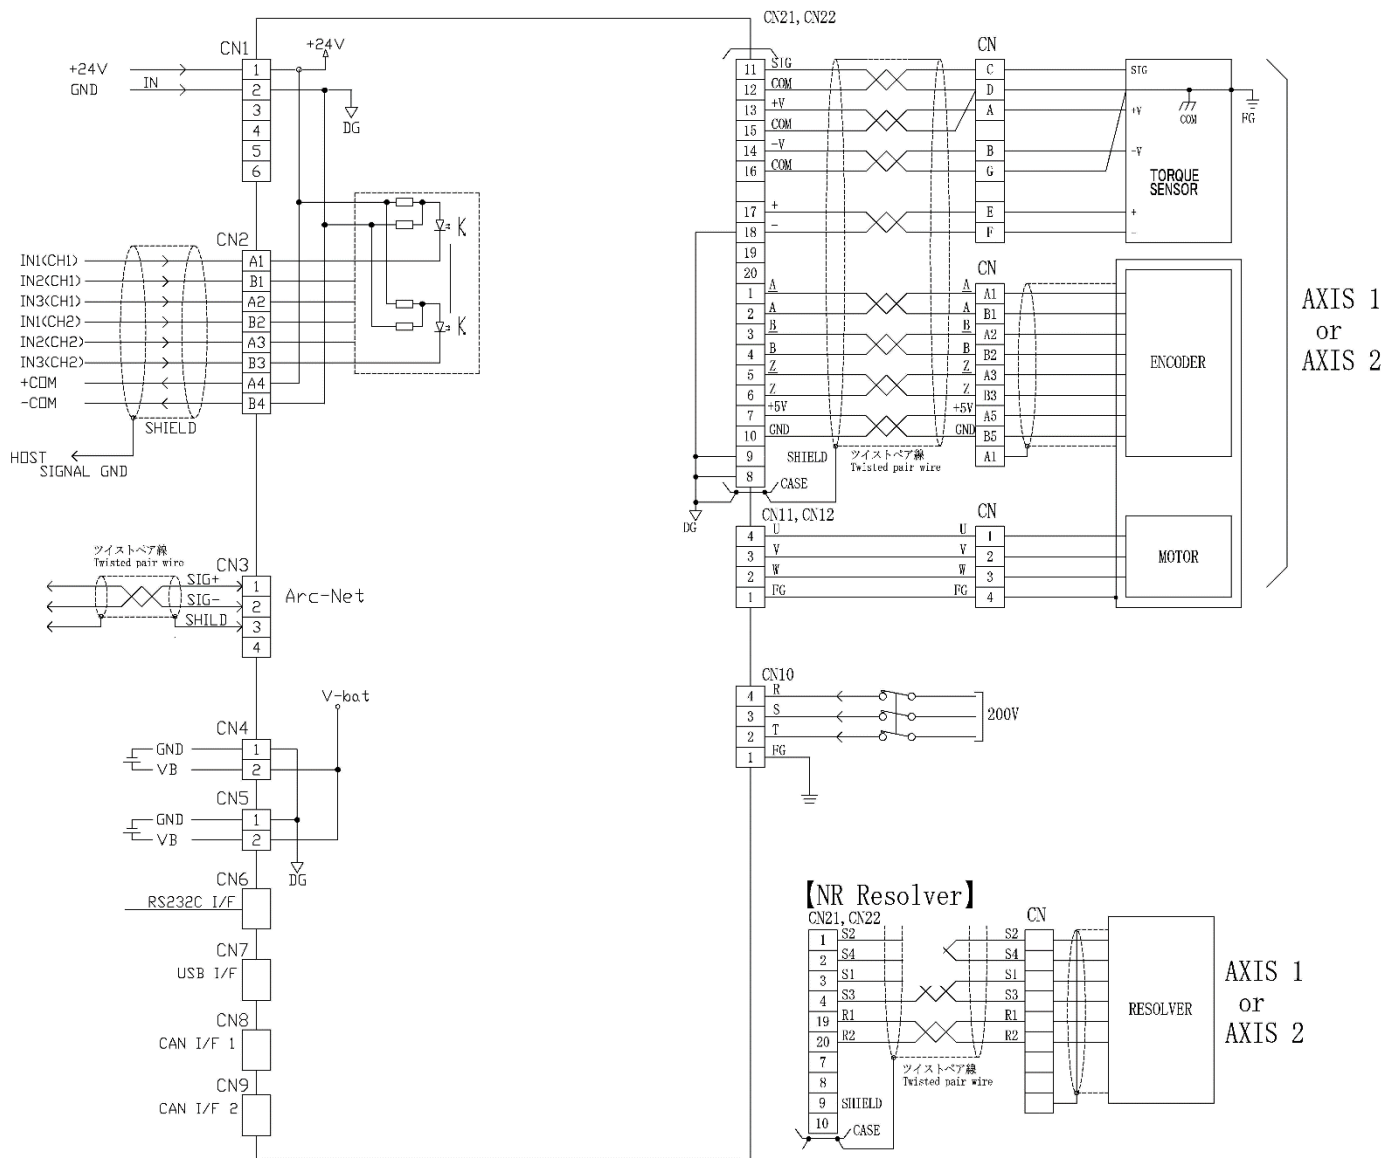 CN1
+24V
+24V
GND
IN
1
2
3
4
5
6
DG
CN2
IN1(CH1)
IN2(CH1)
IN3(CH1)
IN1(CH2)
IN2(CH2)
IN3(CH2)
+COM
-COM
A1
B1
A2
B2
A3
B3
A4
B4
K
K
SHIELD
HOST
SIGNAL GND
ツイストペア線
Twisted pair wire
CN3
SIG+
SIG-
SHILD
1
2
3
4
Arc-Net
V-bat
CN4
GND
VB
1
2
CN5
GND
VB
1
2
DG
CN6
RS232C I/F
CN7
USB I/F
CN8
CAN I/F 1
CN9
CAN I/F 2
CN21, CN22
11 SIG
12 COM
13 +V
15 COM
14 -V
16 COM
17 +
18 -
19
20
1 A
2 A
3 B
4 B
5 Z
6 Z
7 +5V
10 GND
9 SHIELD
8
CASE
DG
ツイストペア線
Twisted pair wire
CN
C
D
A
B
G
E
F
SIG
COM
FG
+V
-V
TORQUE
SENSOR
+
-
CN
A A1
A B1
B A2
B B2
Z A3
Z B3
+5V A5
GND B5
A1
ENCODER
AXIS 1
or
AXIS 2
CN11, CN12
4 U
3 V
2 W
1 FG
CN
U 1
V 2
W 3
FG 4
MOTOR
CN10
4 R
3 S
2 T
1 FG
200V
【NR Resolver】
CN21, CN22
1 S2
2 S4
3 S1
4 S3
19 R1
20 R2
7
8
9 SHIELD
10
CASE
ツイストペア線
Twisted pair wire
CN
S2
S4
S1
S3
R1
R2
RESOLVER
AXIS 1
or
AXIS 2